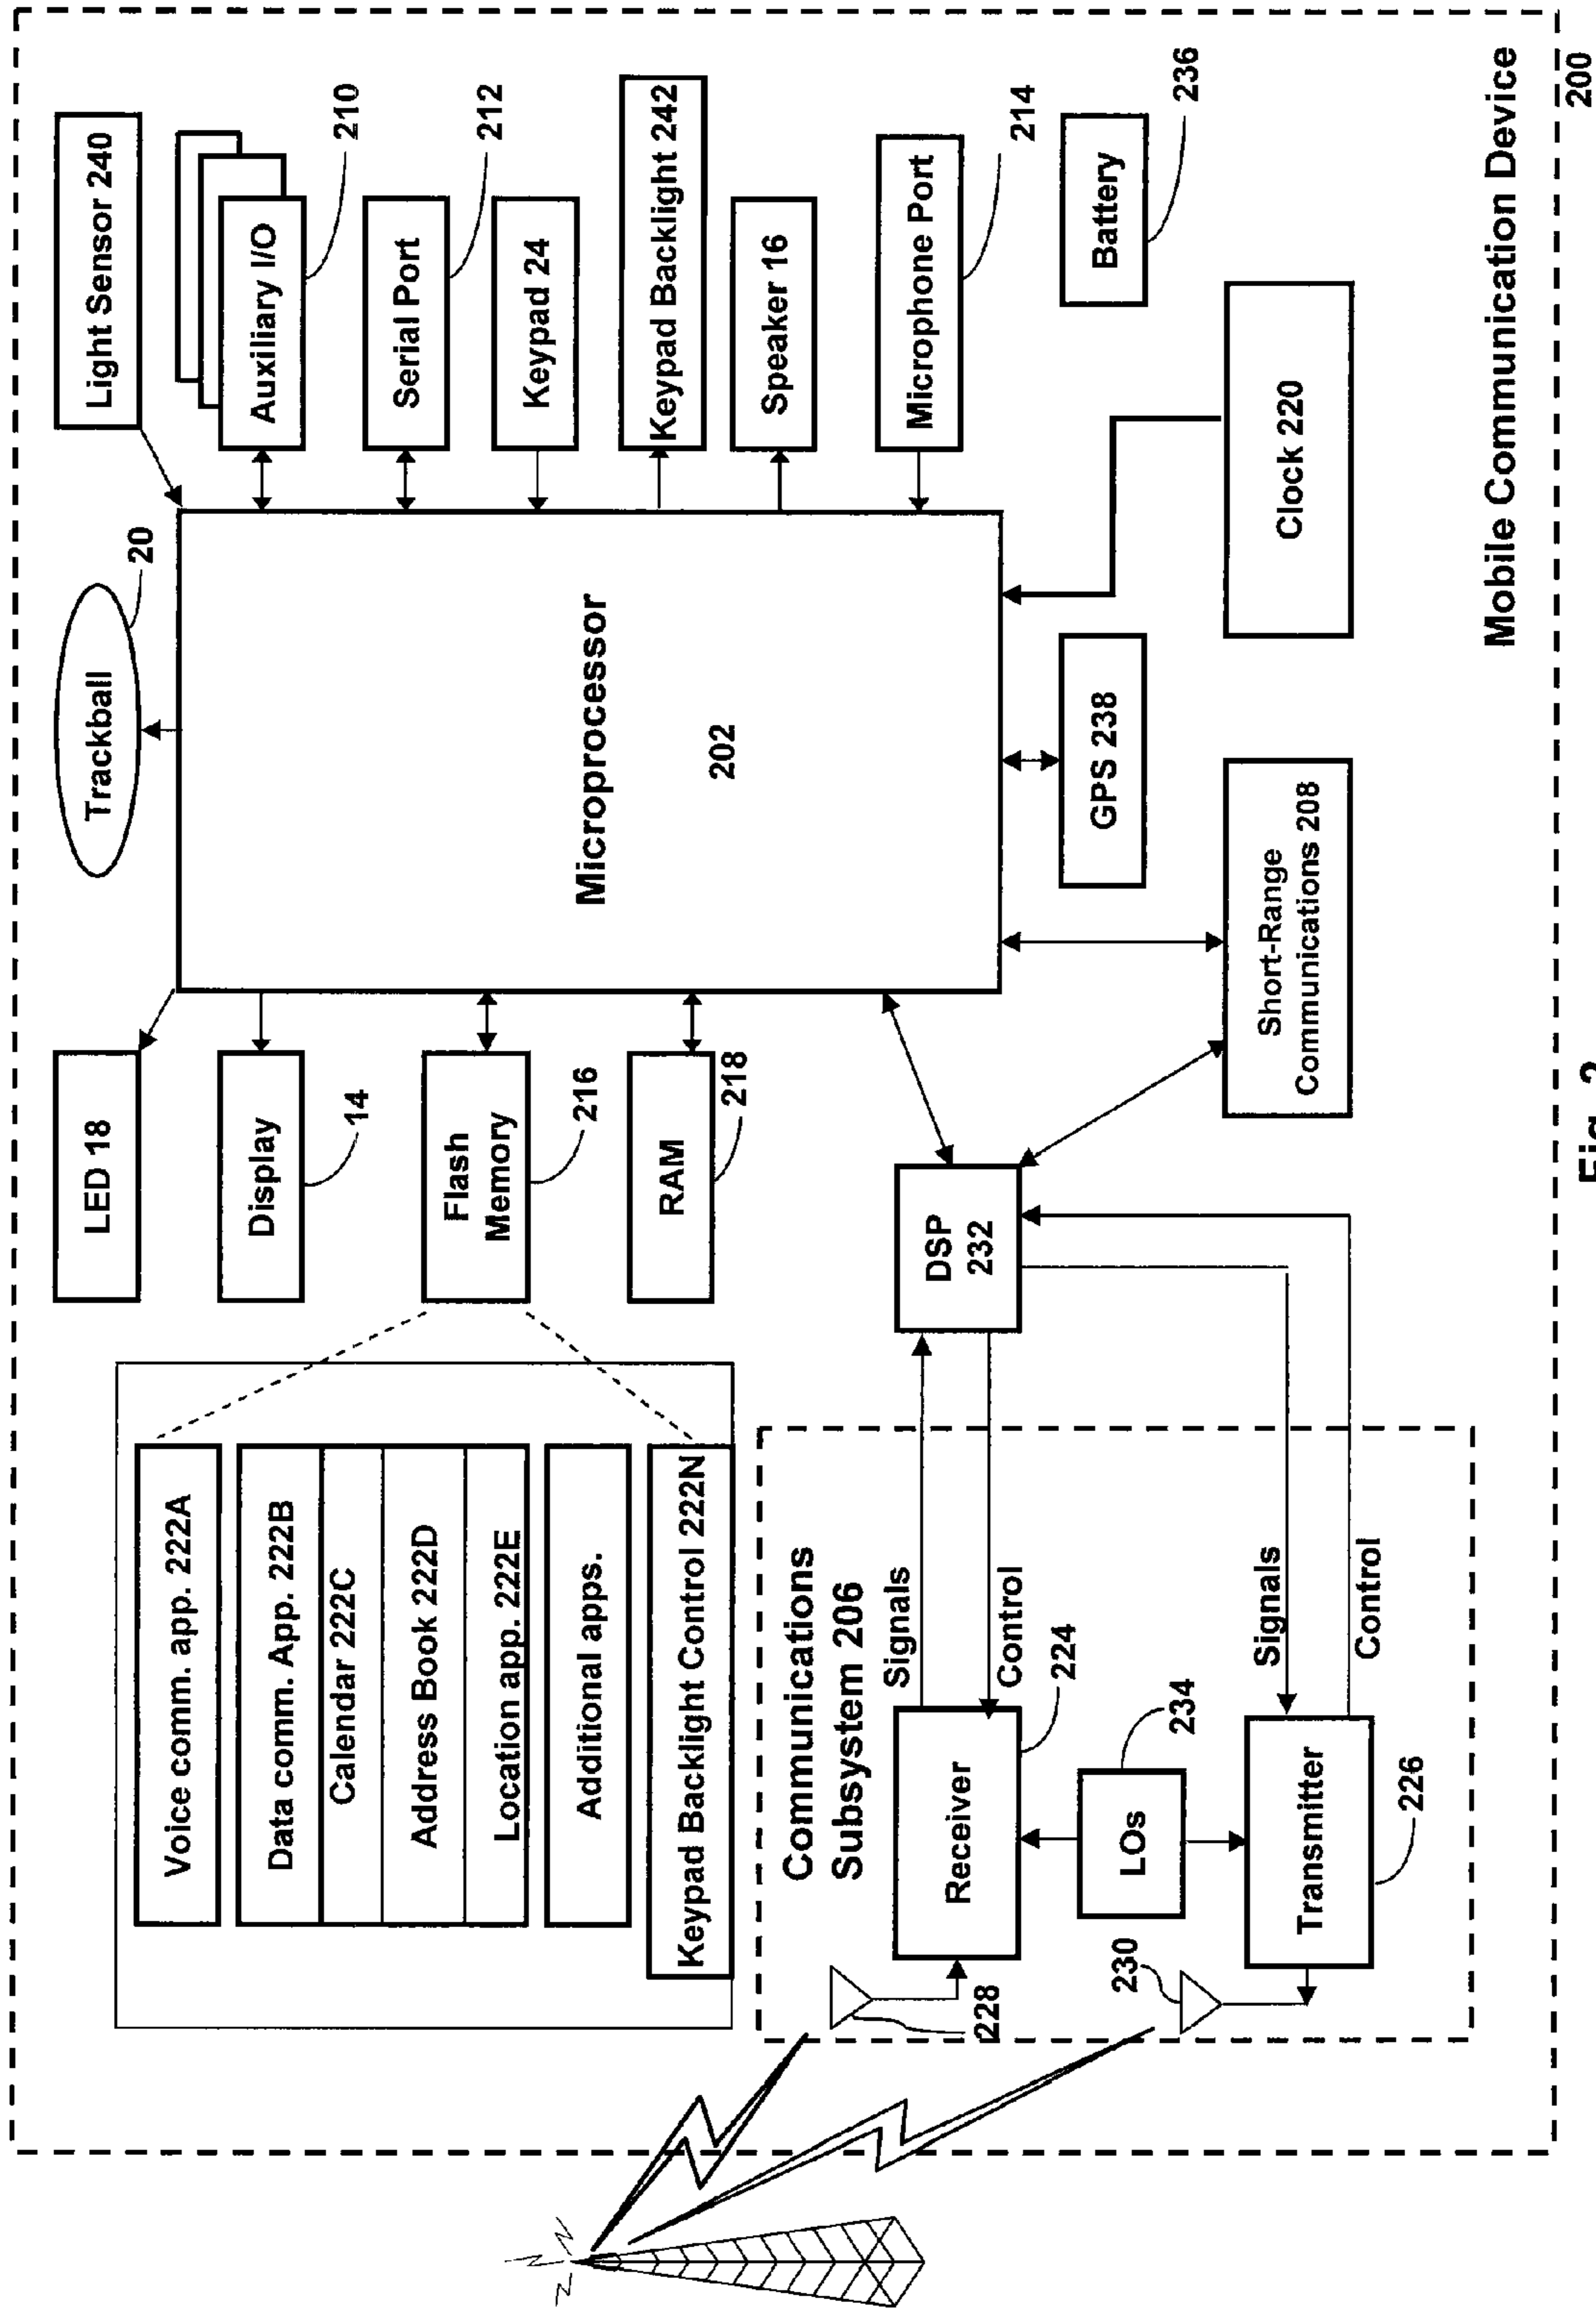 LED 18
Trackball
20
Light Sensor 240
Display
14
Auxiliary I/O
210
Serial Port
212
Flash
Memory
216
Keypad 24
Keypad Backlight 242
RAM
218
Speaker 16
Microprocessor
202
Microphone Port
214
Battery
236
Voice comm. app. 222A
Data comm. App. 222B
Calendar 222C
Address Book 222D
Location app. 222E
Additional apps.
Keypad Backlight Control 222N
Communications
Subsystem 206
Signals
Control
Receiver
224
228
DSP
232
GPS 238
LOs
234
230
Short-Range
Communications 208
Clock 220
Signals
Control
Transmitter
226
Mobile Communication Device
200